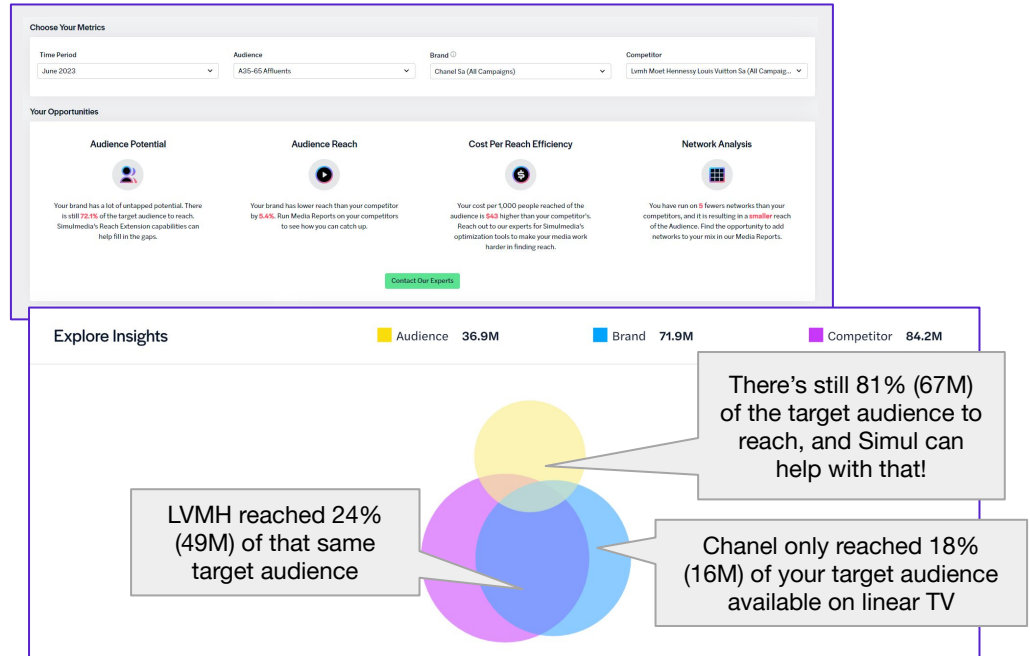 Choose Your Metrics
Time Period
Audience
Brand ⓘ
Competitor
June 2023
A35-65 Affluents
Chanel Sa (All Campaigns)
Lvmh Moet Hennessy Louis Vuitton Sa (All Campaig...
Your Opportunities
Audience Potential
Your brand has a lot of untapped potential. There
is still 72.1% of the target audience to reach.
Simulmedia's Reach Extension capabilities can
help fill in the gaps.
Audience Reach
Your brand has lower reach than your competitor
by 5.4%. Run Media Reports on your competitors
to see how you can catch up.
Cost Per Reach Efficiency
Your cost per 1,000 people reached of the
audience is $43 higher than your competitor's.
Reach out to our experts for Simulmedia's
optimization tools to make your media work
harder in finding reach.
Network Analysis
You have run on 5 fewers networks than your
competitors, and it is resulting in a smaller reach
of the Audience. Find the opportunity to add
networks to your mix in our Media Reports.
Contact Our Experts
Explore Insights
Audience 36.9M
Brand 71.9M
Competitor 84.2M
There's still 81% (67M)
of the target audience to
reach, and Simul can
help with that!
LVMH reached 24%
(49M) of that same
target audience
Chanel only reached 18%
(16M) of your target audience
available on linear TV